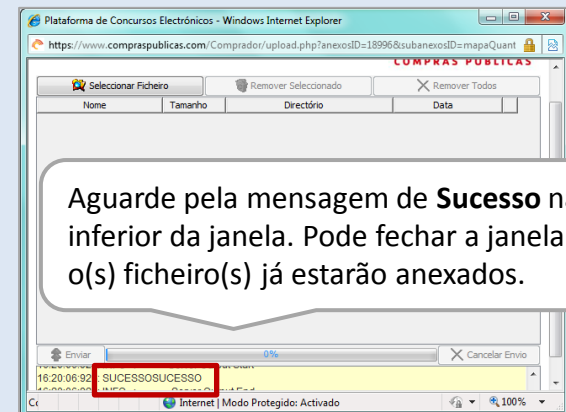 Plataforma de Concursos Electrónicos - Windows Internet Explorer
https://www.compraspublicas.com/Comprador/upload.php?anexosID=18996&subanexosID=mapaQuant
COMPRAS PÚBLICAS
Seleccionar Ficheiro Remover Seleccionado Remover Todos
Nome Tamanho Directório Data
Aguarde pela mensagem de Sucesso na
inferior da janela. Pode fechar a janela
o(s) ficheiro(s) já estarão anexados.
Enviar 0% Cancelar Envio
16:20:06:92 : SUCESSOSUCESSO
Internet | Modo Protegido: Activado 100%